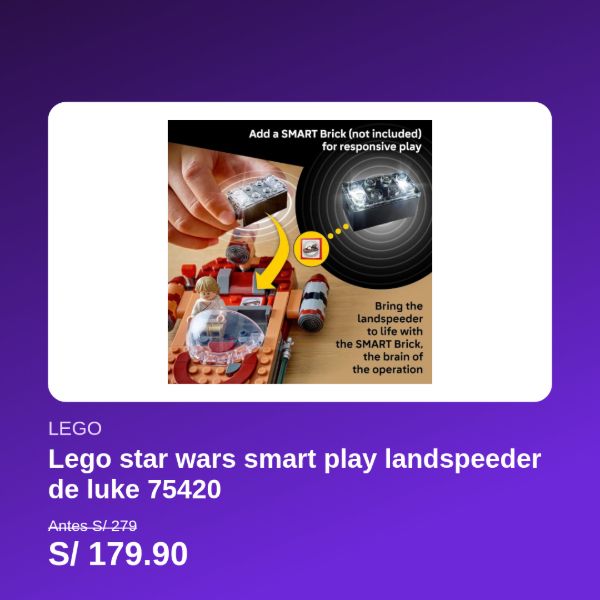 Add a SMART Brick (not included)
for responsive play
Bring the
landspeeder
to life with
the SMART Brick,
the brain of
the operation
LEGO
Lego star wars smart play landspeeder
de luke 75420
Antes S/ 279
S/ 179.90